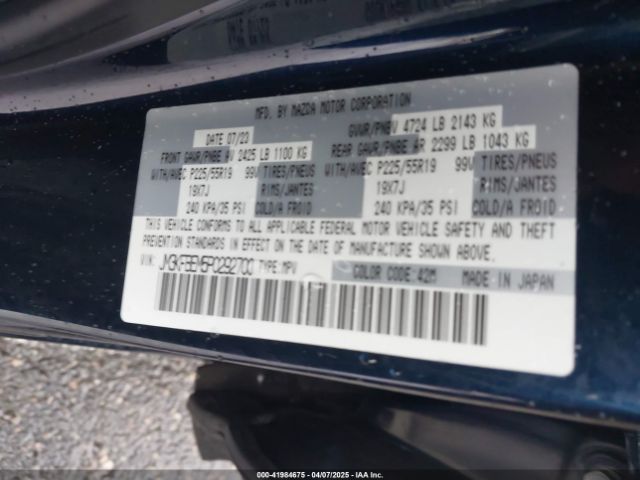 MFD. BY MAZDA MOTOR CORPORATION
DATE 07/23 GVWR/PNBV 4724 LB 2143 KG
FRONT GAWR/PNBE AV 2425 LB 1100 KG REAR GAWR/PNBE AR 2299 LB 1043 KG
WITH/AVEC P225/55R19 99V TIRES/PNEUS WITH/AVEC P225/55R19 99V TIRES/PNEUS
19X7J RIMS/JANTES 19X7J RIMS/JANTES
240 KPA/35 PSI COLD/A FROID 240 KPA/35 PSI COLD/A FROID
THIS VEHICLE CONFORMS TO ALL APPLICABLE FEDERAL MOTOR VEHICLE SAFETY AND THEFT
PREVENTION STANDARDS IN EFFECT ON THE DATE OF MANUFACTURE SHOWN ABOVE.
VIN: TYPE:MPV COLOR CODE:42M MADE IN JAPAN
000-41984675 - 04/07/2025 - IAA Inc.